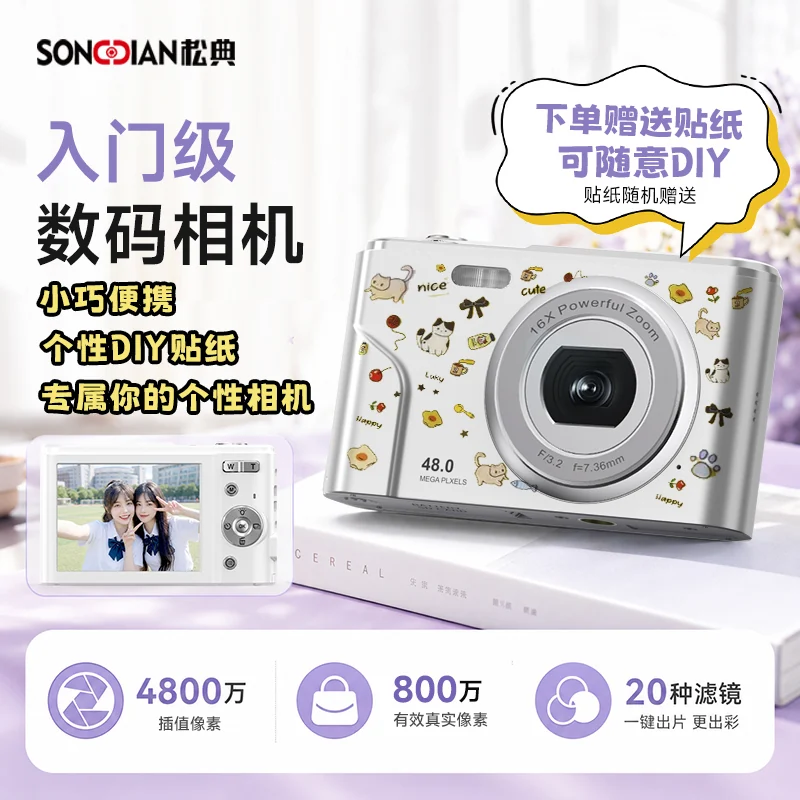 SONGDIAN松典
入门级
数码相机
小巧便携
个性DIY贴纸
专属你的个性相机
下单赠送贴纸
可随意DIY
贴纸随机赠送
nice
cute
16X Powerful Zoom
Luky
Happy
48.0
MEGA PLXELS
F/3.2 f=7.36mm
Happy
W T
OK
CEREAL
4800万
插值像素
800万
有效真实像素
20种滤镜
一键出片 更出彩